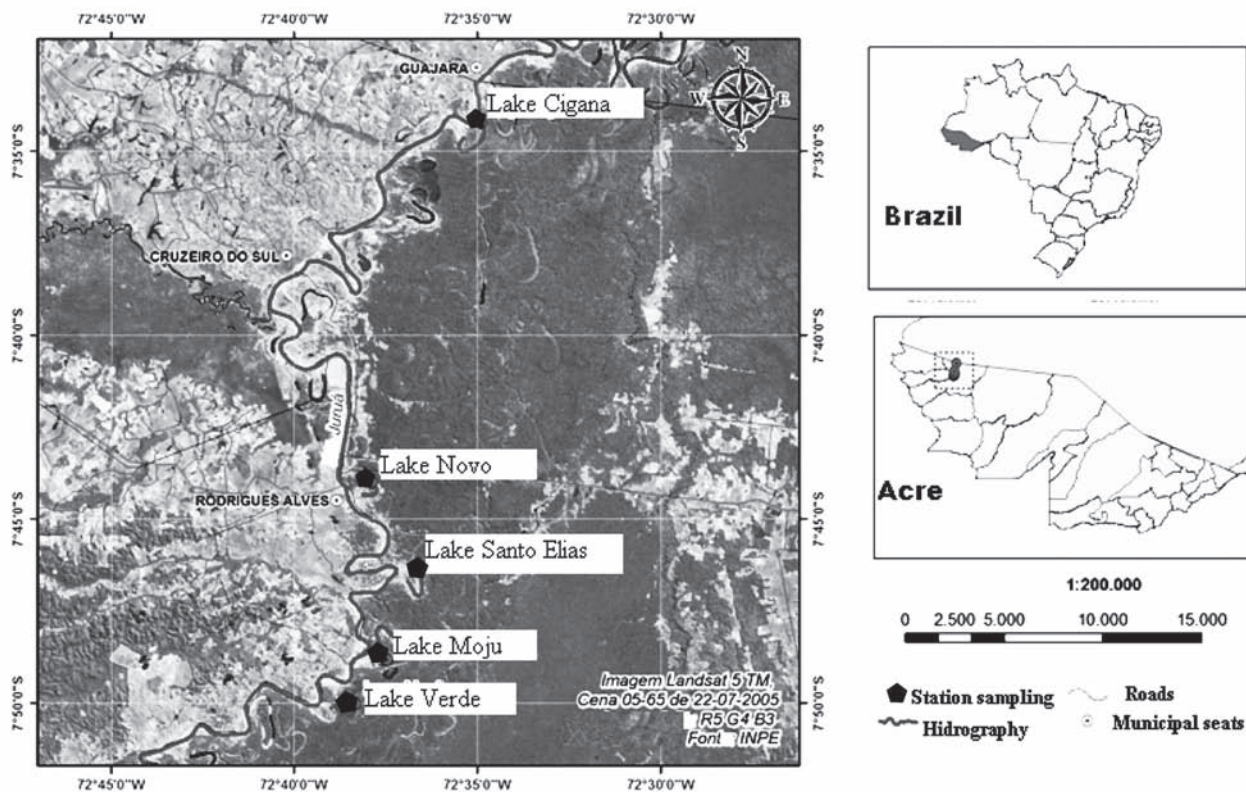 72°45'0"W 72°40'0"W 72°35'0"W 72°30'0"W
GUAJARA
Lake Cigana
N
W E
S
7°35'0"S 7°35'0"S
CRUZEIRO DO SUL
7°40'0"S 7°40'0"S
Juruá
Lake Novo
RODRIGUES ALVES
7°45'0"S 7°45'0"S
Lake Santo Elias
Lake Moju
Lake Verde
7°50'0"S 7°50'0"S
Imagem Landsat 5 TM,
Cena 05-65 de 22-07-2005
R5 G4 B3
Font INPE
72°45'0"W 72°40'0"W 72°35'0"W 72°30'0"W
Brazil
Acre
1:200.000
0 2.500 5.000 10.000 15.000
Station sampling
Roads
Hidrography
Municipal seats